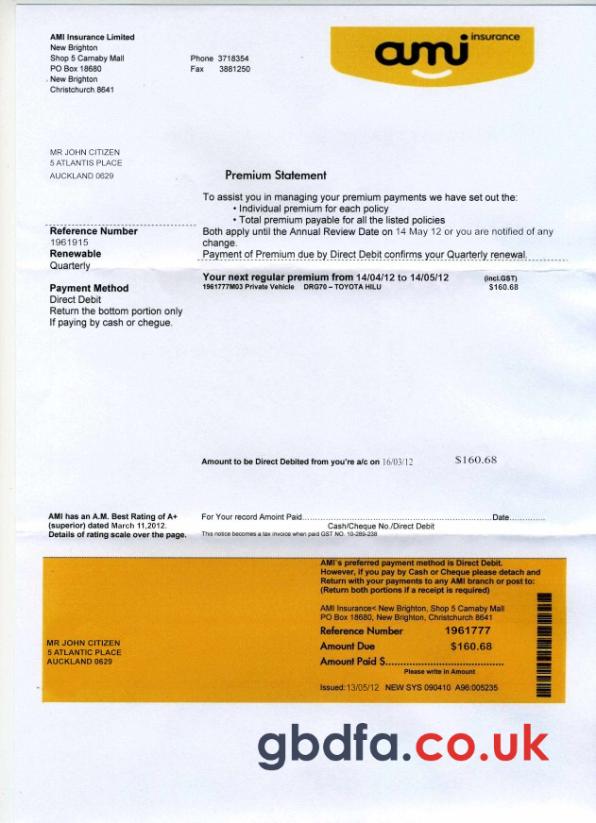 AMI Insurance Limited
New Brighton
Shop 5 Carnaby Mall
PO Box 18680
New Brighton
Christchurch 8641
Phone 3718354
Fax 3881250
ami insurance
MR JOHN CITIZEN
5 ATLANTIS PLACE
AUCKLAND 0629
Premium Statement
To assist you in managing your premium payments we have set out the:
• Individual premium for each policy
• Total premium payable for all the listed policies
Both apply until the Annual Review Date on 14 May 12 or you are notified of any
change.
Payment of Premium due by Direct Debit confirms your Quarterly renewal.
Reference Number
1961915
Renewable
Quarterly
Payment Method
Direct Debit
Return the bottom portion only
If paying by cash or chegue.
Your next regular premium from 14/04/12 to 14/05/12 (incl.GST)
1961777M03 Private Vehicle DRG70 – TOYOTA HILU $160.68
Amount to be Direct Debited from you're a/c on 16/03/12 $160.68
AMI has an A.M. Best Rating of A+
(superior) dated March 11,2012.
Details of rating scale over the page.
For Your record Amoint Paid........................Date............
Cash/Cheque No./Direct Debit
This notice becomes a tax invoice when paid GST NO. 10-289-238
AMI's preferred payment method is Direct Debit.
However, if you pay by Cash or Cheque please detach and
Return with your payments to any AMI branch or post to:
(Return both portions if a receipt is required)
AMI Insurance< New Brighton, Shop 5 Carnaby Mall
PO Box 18680, New Brighton, Christchurch 8641
Reference Number 1961777
Amount Due $160.68
Amount Paid $..............................
Please write in Amount
Issued:13/05/12 NEW SYS 090410 A96:005235
MR JOHN CITIZEN
5 ATLANTIC PLACE
AUCKLAND 0629
gbdfa.co.uk